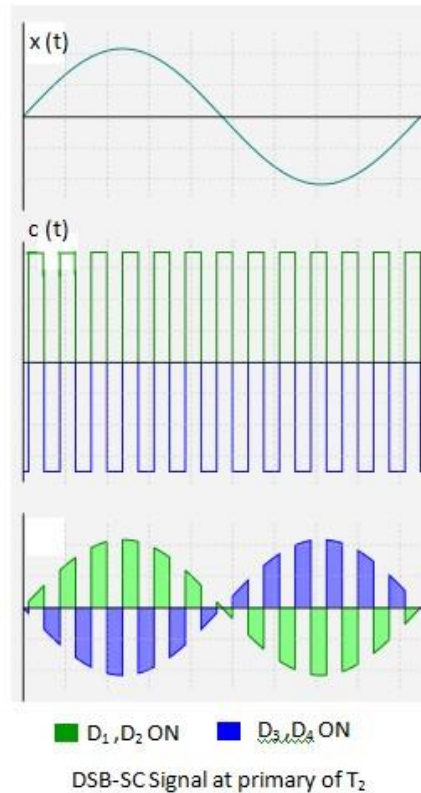 x (t)
c (t)
D₁ ,D₂ ON
D₃,D₄ ON
DSB-SC Signal at primary of T₂